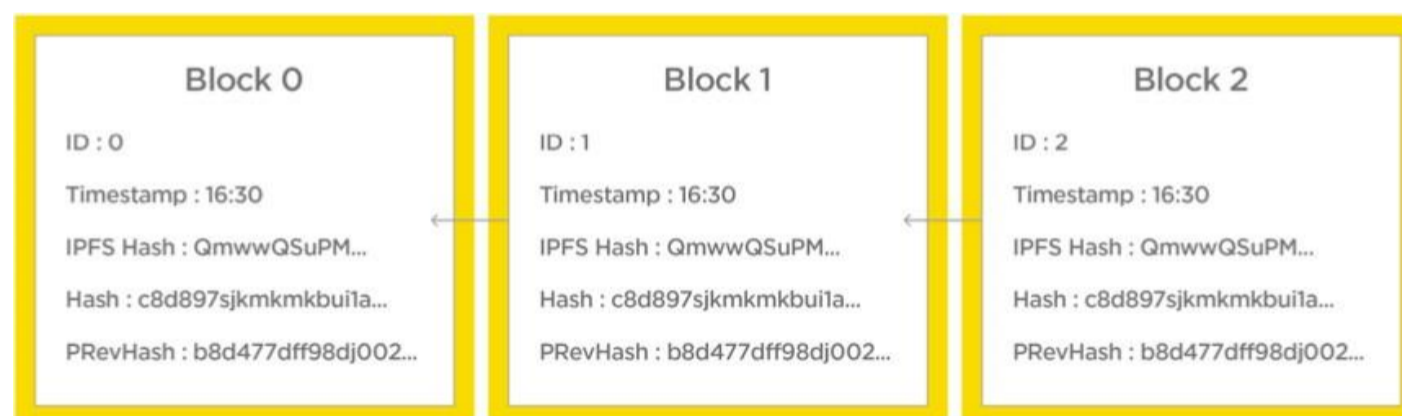 Block 0
ID : 0
Timestamp : 16:30
IPFS Hash : QmwwQSuPM...
Hash : c8d897sjkmkmkbui1a...
PRevHash : b8d477dff98dj002...
Block 1
ID : 1
Timestamp : 16:30
IPFS Hash : QmwwQSuPM...
Hash : c8d897sjkmkmkbui1a...
PRevHash : b8d477dff98dj002...
Block 2
ID : 2
Timestamp : 16:30
IPFS Hash : QmwwQSuPM...
Hash : c8d897sjkmkmkbui1a...
PRevHash : b8d477dff98dj002...